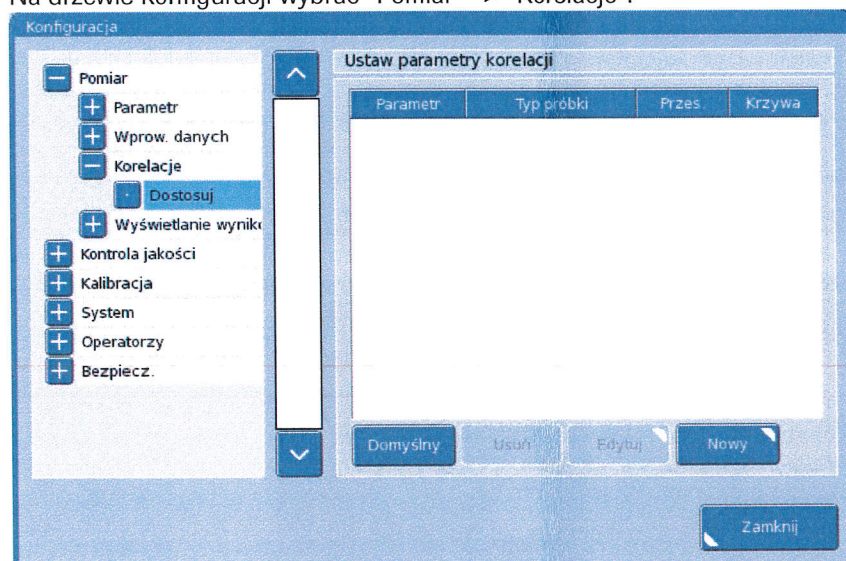 Na drzewie konfiguracji wybrać "Pomiar" -> "Korelacje".
Konfiguracja
Pomiar
Parametr
Wprow. danych
Korelacje
Dostosuj
Wyświetlanie wynik
Kontrola jakości
Kalibracja
System
Operatorzy
Bezpiecz.
Ustaw parametry korelacji
Parametr Typ próbki Przes. Krzywa
Domyślny Usuń Edytuj Nowy
Zamknij